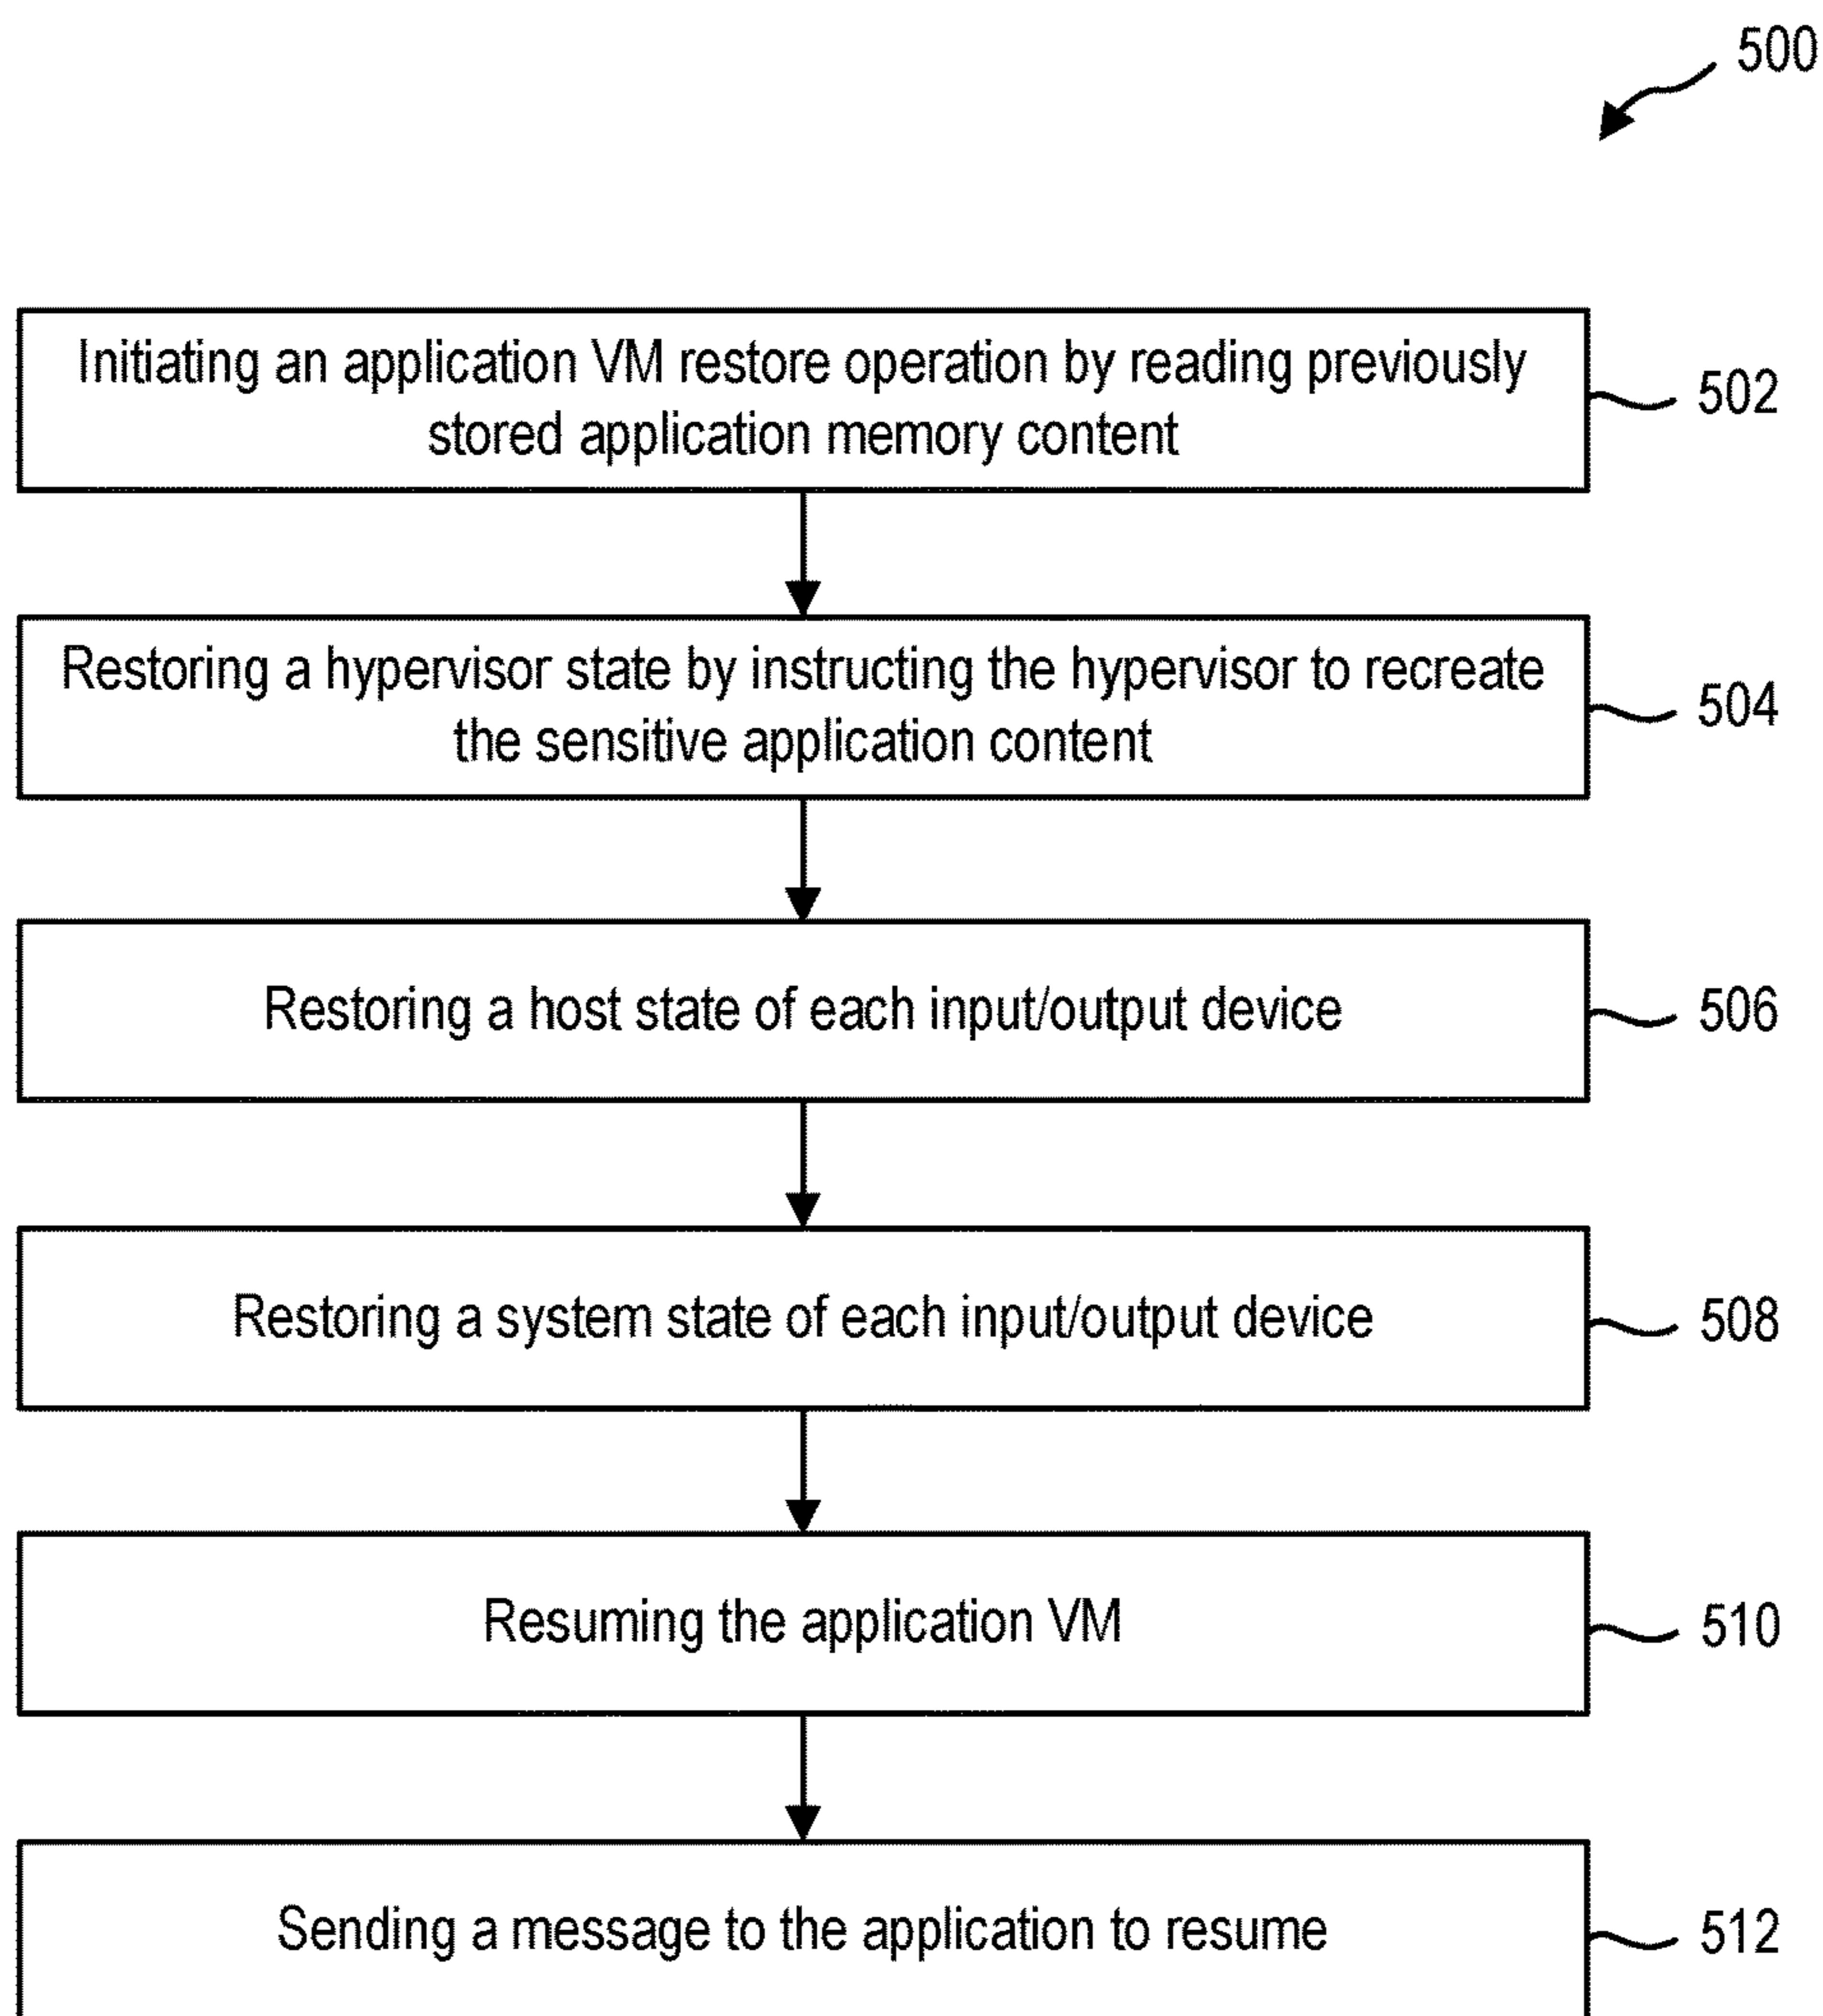 500
Initiating an application VM restore operation by reading previously
stored application memory content
502
Restoring a hypervisor state by instructing the hypervisor to recreate
the sensitive application content
504
Restoring a host state of each input/output device
506
Restoring a system state of each input/output device
508
Resuming the application VM
510
Sending a message to the application to resume
512